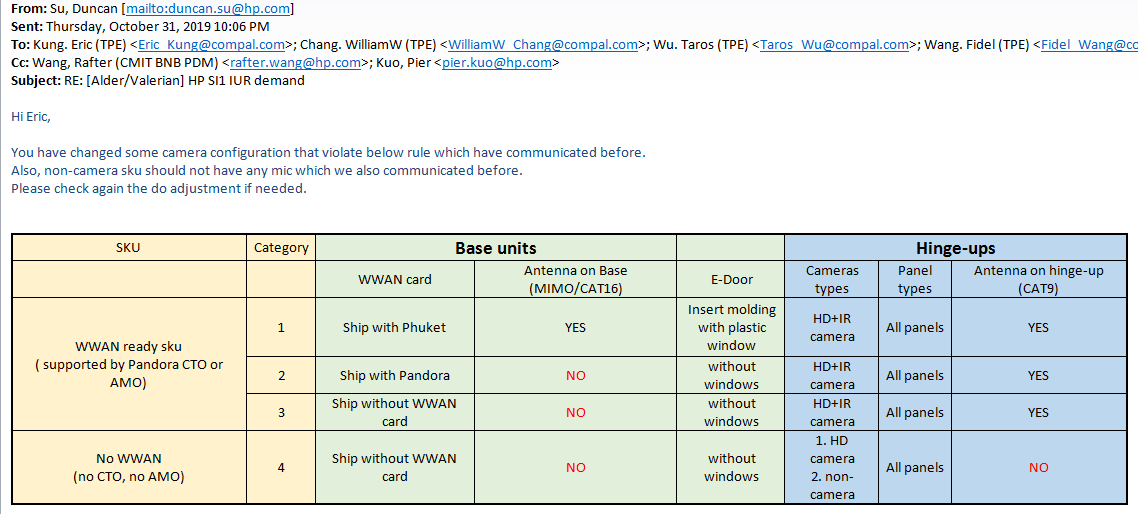 From: Su, Duncan [mailto:duncan.su@hp.com]
Sent: Thursday, October 31, 2019 10:06 PM
To: Kung. Eric (TPE) <Eric_Kung@compal.com>; Chang. WilliamW (TPE) <WilliamW_Chang@compal.com>; Wu. Taros (TPE) <Taros_Wu@compal.com>; Wang. Fidel (TPE) <Fidel_Wang@co
Cc: Wang, Rafter (CMIT BNB PDM) <rafter.wang@hp.com>; Kuo, Pier <pier.kuo@hp.com>
Subject: RE: [Alder/Valerian] HP SI1 IUR demand
Hi Eric,
You have changed some camera configuration that violate below rule which have communicated before.
Also, non-camera sku should not have any mic which we also communicated before.
Please check again the do adjustment if needed.
SKU Category Base units Hinge-ups
WWAN card Antenna on Base (MIMO/CAT16) E-Door Cameras types Panel types Antenna on hinge-up (CAT9)
WWAN ready sku ( supported by Pandora CTO or AMO)
1 Ship with Phuket YES Insert molding with plastic window HD+IR camera All panels YES
2 Ship with Pandora NO without windows HD+IR camera All panels YES
3 Ship without WWAN card NO without windows HD+IR camera All panels YES
No WWAN (no CTO, no AMO) 4 Ship without WWAN card NO without windows 1. HD camera 2. non-camera All panels NO